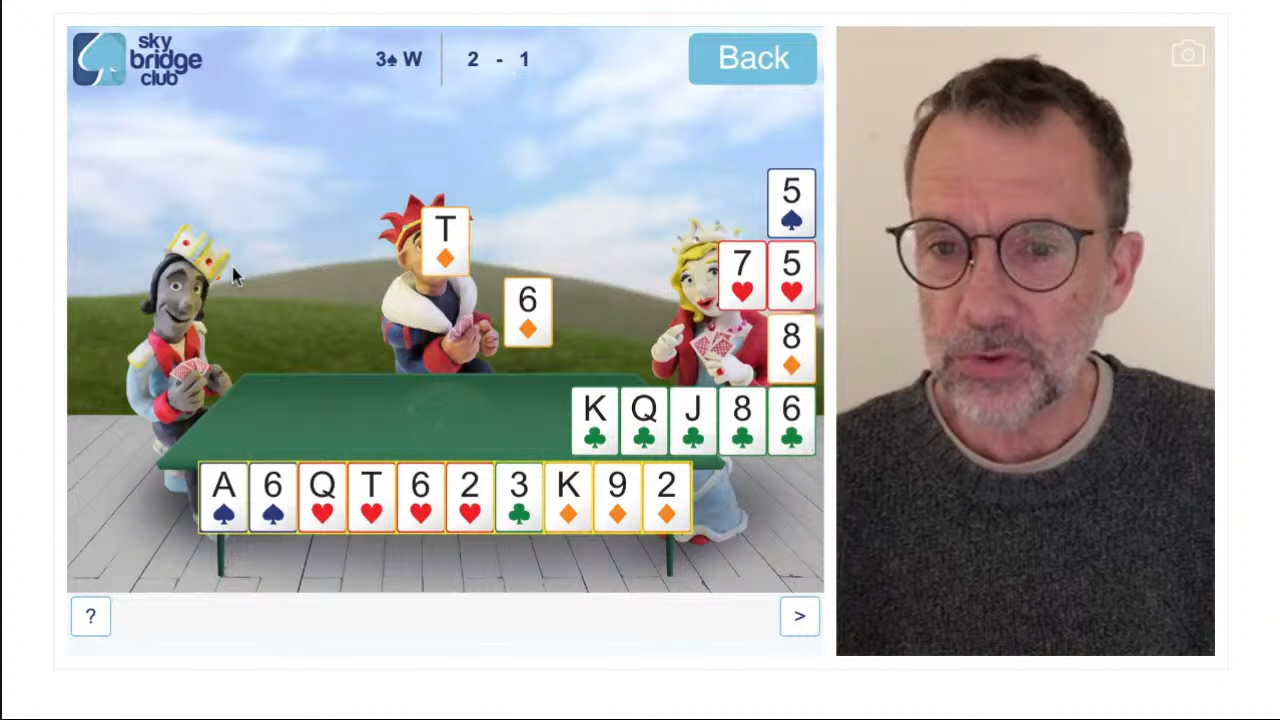 sky
bridge
club
3♠ W
2 - 1
Back
5
♠
T
♦
7 5
♥ ♥
6
♦
8
♦
K Q J 8 6
♣ ♣ ♣ ♣ ♣
A 6 Q T 6 2 3 K 9 2
♠ ♠ ♥ ♥ ♥ ♥ ♣ ♦ ♦ ♦
?
>